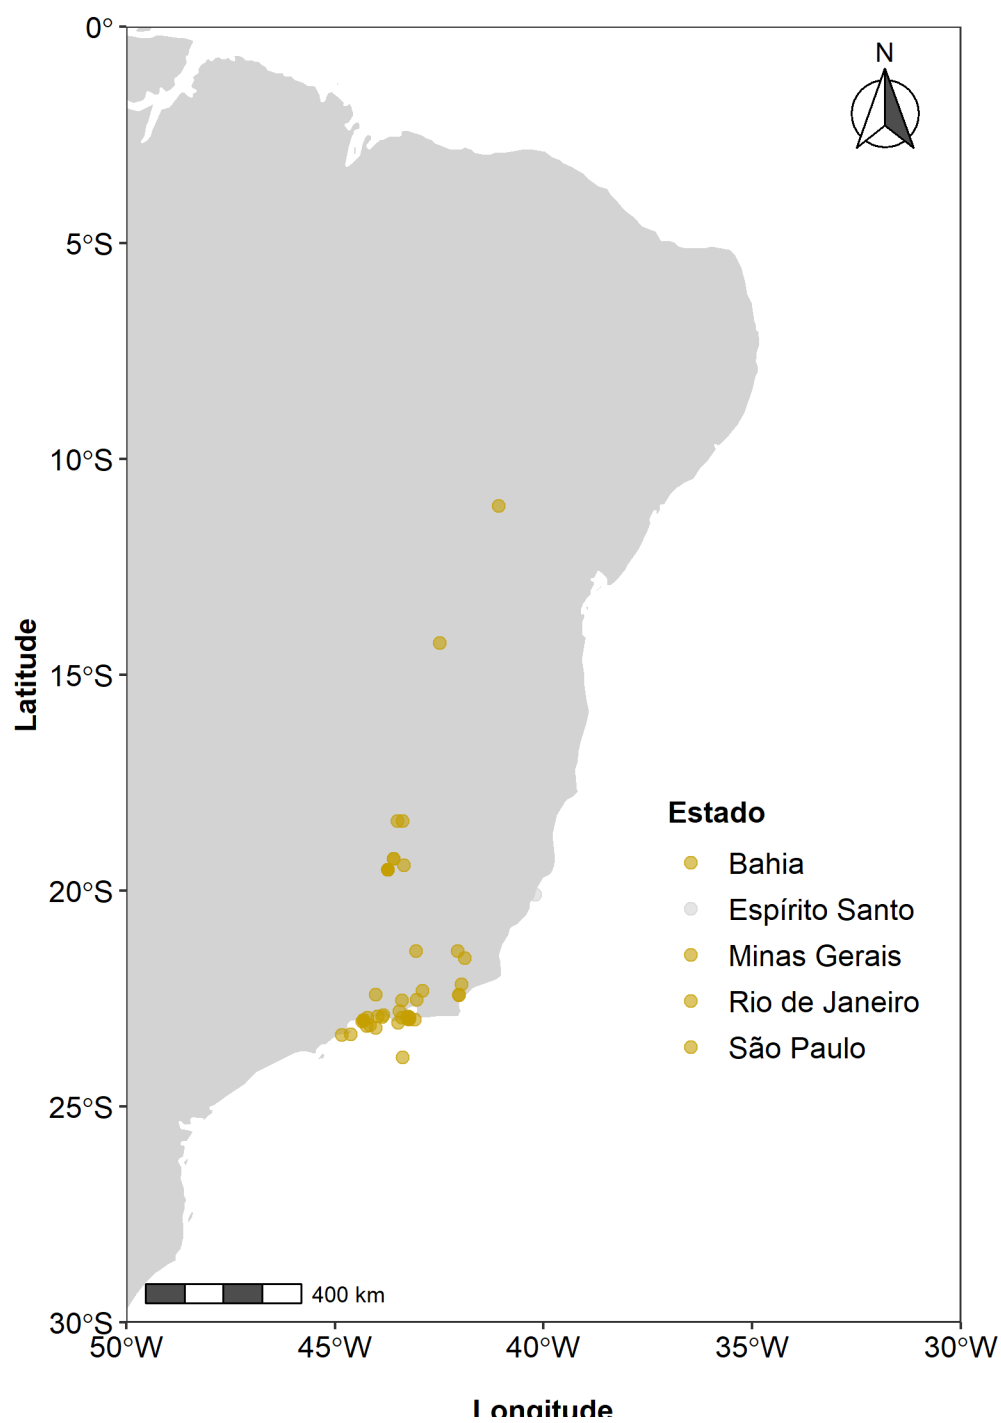 0°
N
5°S
10°S
15°S
20°S
25°S
30°S
Latitude
Estado
Bahia
Espírito Santo
Minas Gerais
Rio de Janeiro
São Paulo
400 km
50°W
45°W
40°W
35°W
30°W
Longitude